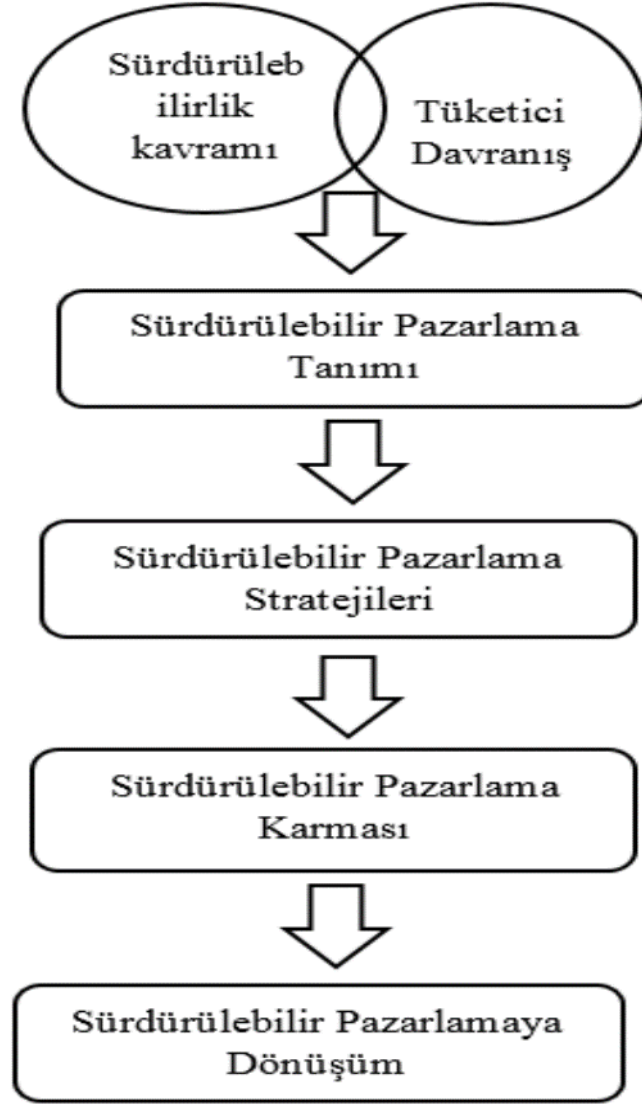 Sürdürüleb
ilirlik
kavramı
Tüketici
Davranış
Sürdürülebilir Pazarlama
Tanımı
Sürdürülebilir Pazarlama
Stratejileri
Sürdürülebilir Pazarlama
Karması
Sürdürülebilir Pazarlamaya
Dönüşüm